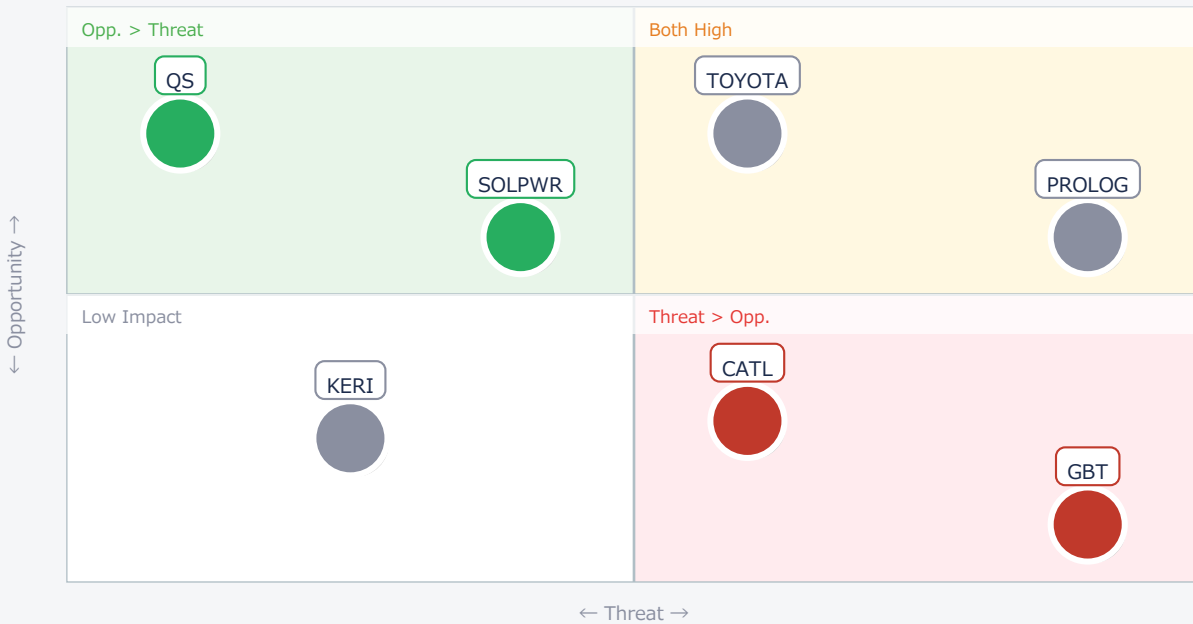 Opp. > Threat
Both High
QS
TOYOTA
SOLPWR
PROLOG
← Opportunity →
Low Impact
Threat > Opp.
KERI
CATL
GBT
← Threat →